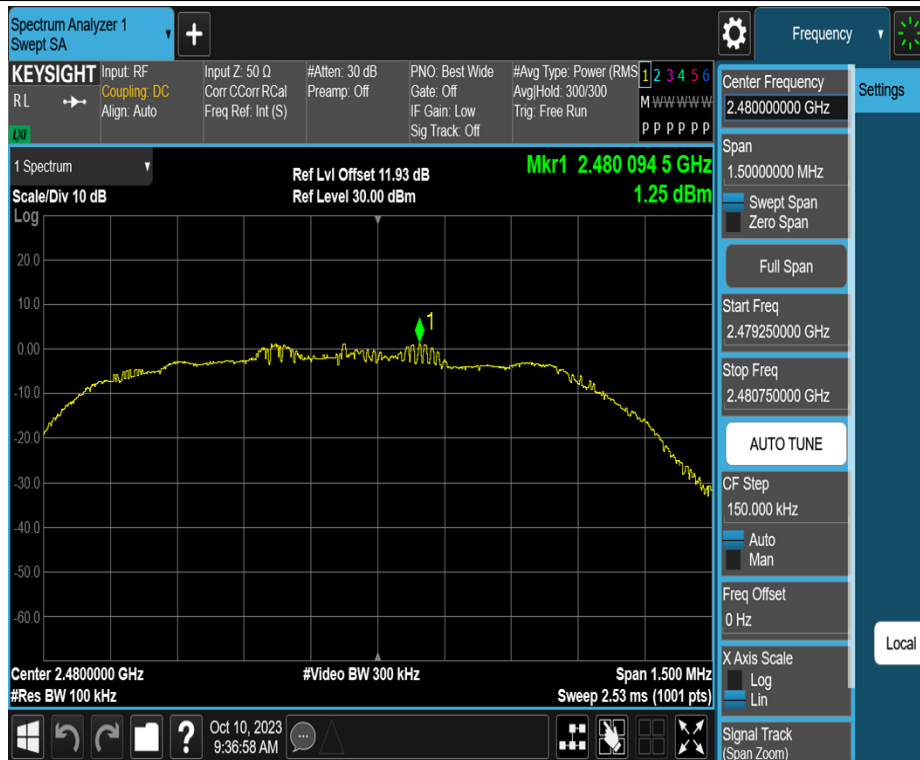 Spectrum Analyzer 1
Swept SA
Frequency
Settings
KEYSIGHT
R L
LXI
Input: RF
Coupling: DC
Align: Auto
Input Z: 50 Ω
Corr CCorr RCal
Freq Ref: Int (S)
#Atten: 30 dB
Preamp: Off
PNO: Best Wide
Gate: Off
IF Gain: Low
Sig Track: Off
#Avg Type: Power (RMS
Avg|Hold: 300/300
Trig: Free Run
1 2 3 4 5 6
M W W W W W
P P P P P P
1 Spectrum
Scale/Div 10 dB
Log
Ref Lvl Offset 11.93 dB
Ref Level 30.00 dBm
Mkr1 2.480 094 5 GHz
1.25 dBm
20.0
10.0
1
0.00
-10.0
-20.0
-30.0
-40.0
-50.0
-60.0
Center 2.4800000 GHz
#Res BW 100 kHz
#Video BW 300 kHz
Span 1.500 MHz
Sweep 2.53 ms (1001 pts)
Oct 10, 2023
9:36:58 AM
Center Frequency
2.480000000 GHz
Span
1.50000000 MHz
Swept Span
Zero Span
Full Span
Start Freq
2.479250000 GHz
Stop Freq
2.480750000 GHz
AUTO TUNE
CF Step
150.000 kHz
Auto
Man
Freq Offset
0 Hz
X Axis Scale
Log
Lin
Signal Track
(Span Zoom)
Local